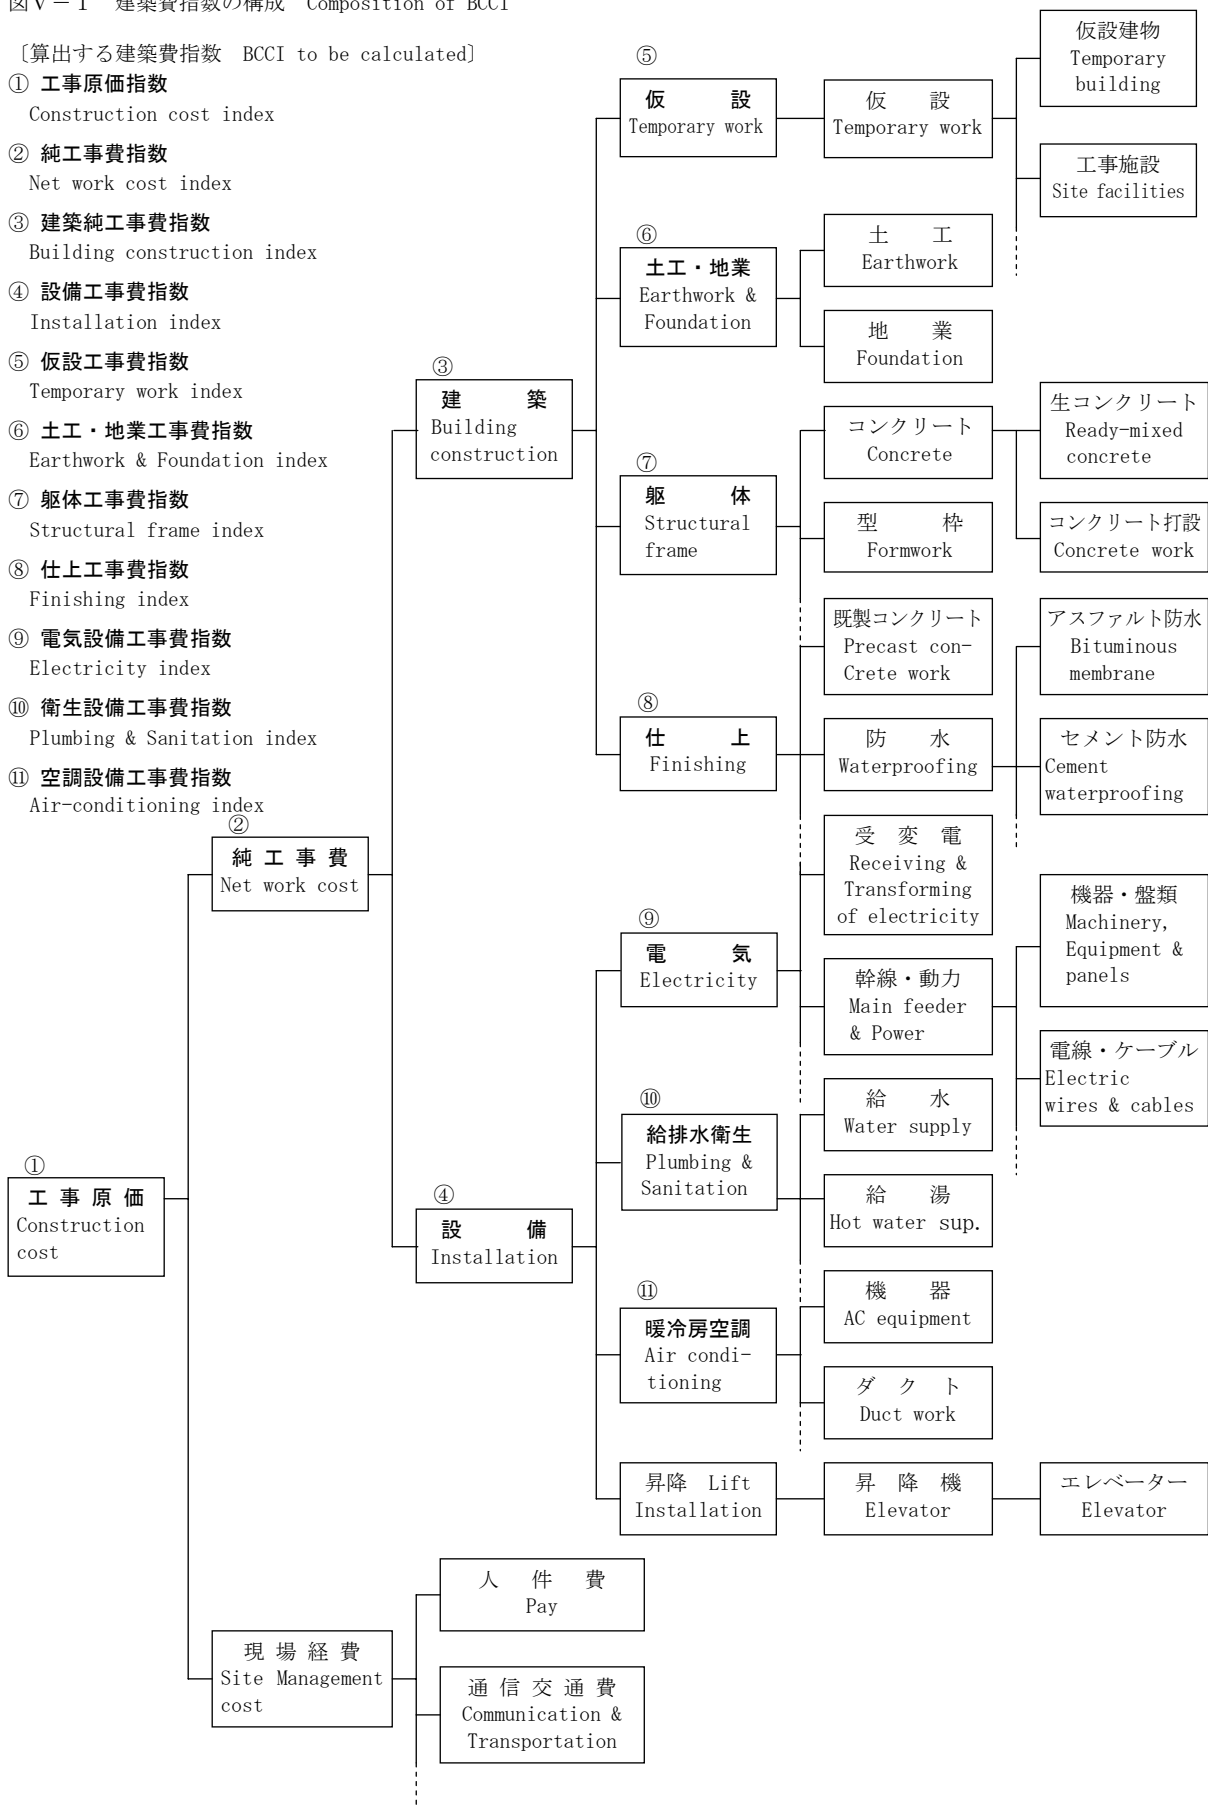 図Ⅴ－１　建築費指数の構成　Composition of BCCI
〔算出する建築費指数　BCCI to be calculated〕
① 工事原価指数
Construction cost index
② 純工事費指数
Net work cost index
③ 建築純工事費指数
Building construction index
④ 設備工事費指数
Installation index
⑤ 仮設工事費指数
Temporary work index
⑥ 土工・地業工事費指数
Earthwork & Foundation index
⑦ 躯体工事費指数
Structural frame index
⑧ 仕上工事費指数
Finishing index
⑨ 電気設備工事費指数
Electricity index
⑩ 衛生設備工事費指数
Plumbing & Sanitation index
⑪ 空調設備工事費指数
Air-conditioning index
①
工 事 原 価
Construction
cost
②
純 工 事 費
Net work cost
現 場 経 費
Site Management
cost
③
建　　築
Building
construction
④
設　　備
Installation
人　件　費
Pay
通 信 交 通 費
Communication &
Transportation
⑤
仮　　設
Temporary work
⑥
土工・地業
Earthwork &
Foundation
⑦
躯　　体
Structural
frame
⑧
仕　　上
Finishing
⑨
電　　気
Electricity
⑩
給排水衛生
Plumbing &
Sanitation
⑪
暖冷房空調
Air condi-
tioning
昇降　Lift
Installation
仮　　設
Temporary work
土　　工
Earthwork
地　　業
Foundation
コンクリート
Concrete
型　　枠
Formwork
既製コンクリート
Precast con-
Crete work
防　　水
Waterproofing
受　変　電
Receiving &
Transforming
of electricity
幹線・動力
Main feeder
& Power
給　　水
Water supply
給　　湯
Hot water sup.
機　　器
AC equipment
ダ　ク　ト
Duct work
昇　降　機
Elevator
仮設建物
Temporary
building
工事施設
Site facilities
生コンクリート
Ready-mixed
concrete
コンクリート打設
Concrete work
アスファルト防水
Bituminous
membrane
セメント防水
Cement
waterproofing
機器・盤類
Machinery,
Equipment &
panels
電線・ケーブル
Electric
wires & cables
エレベーター
Elevator